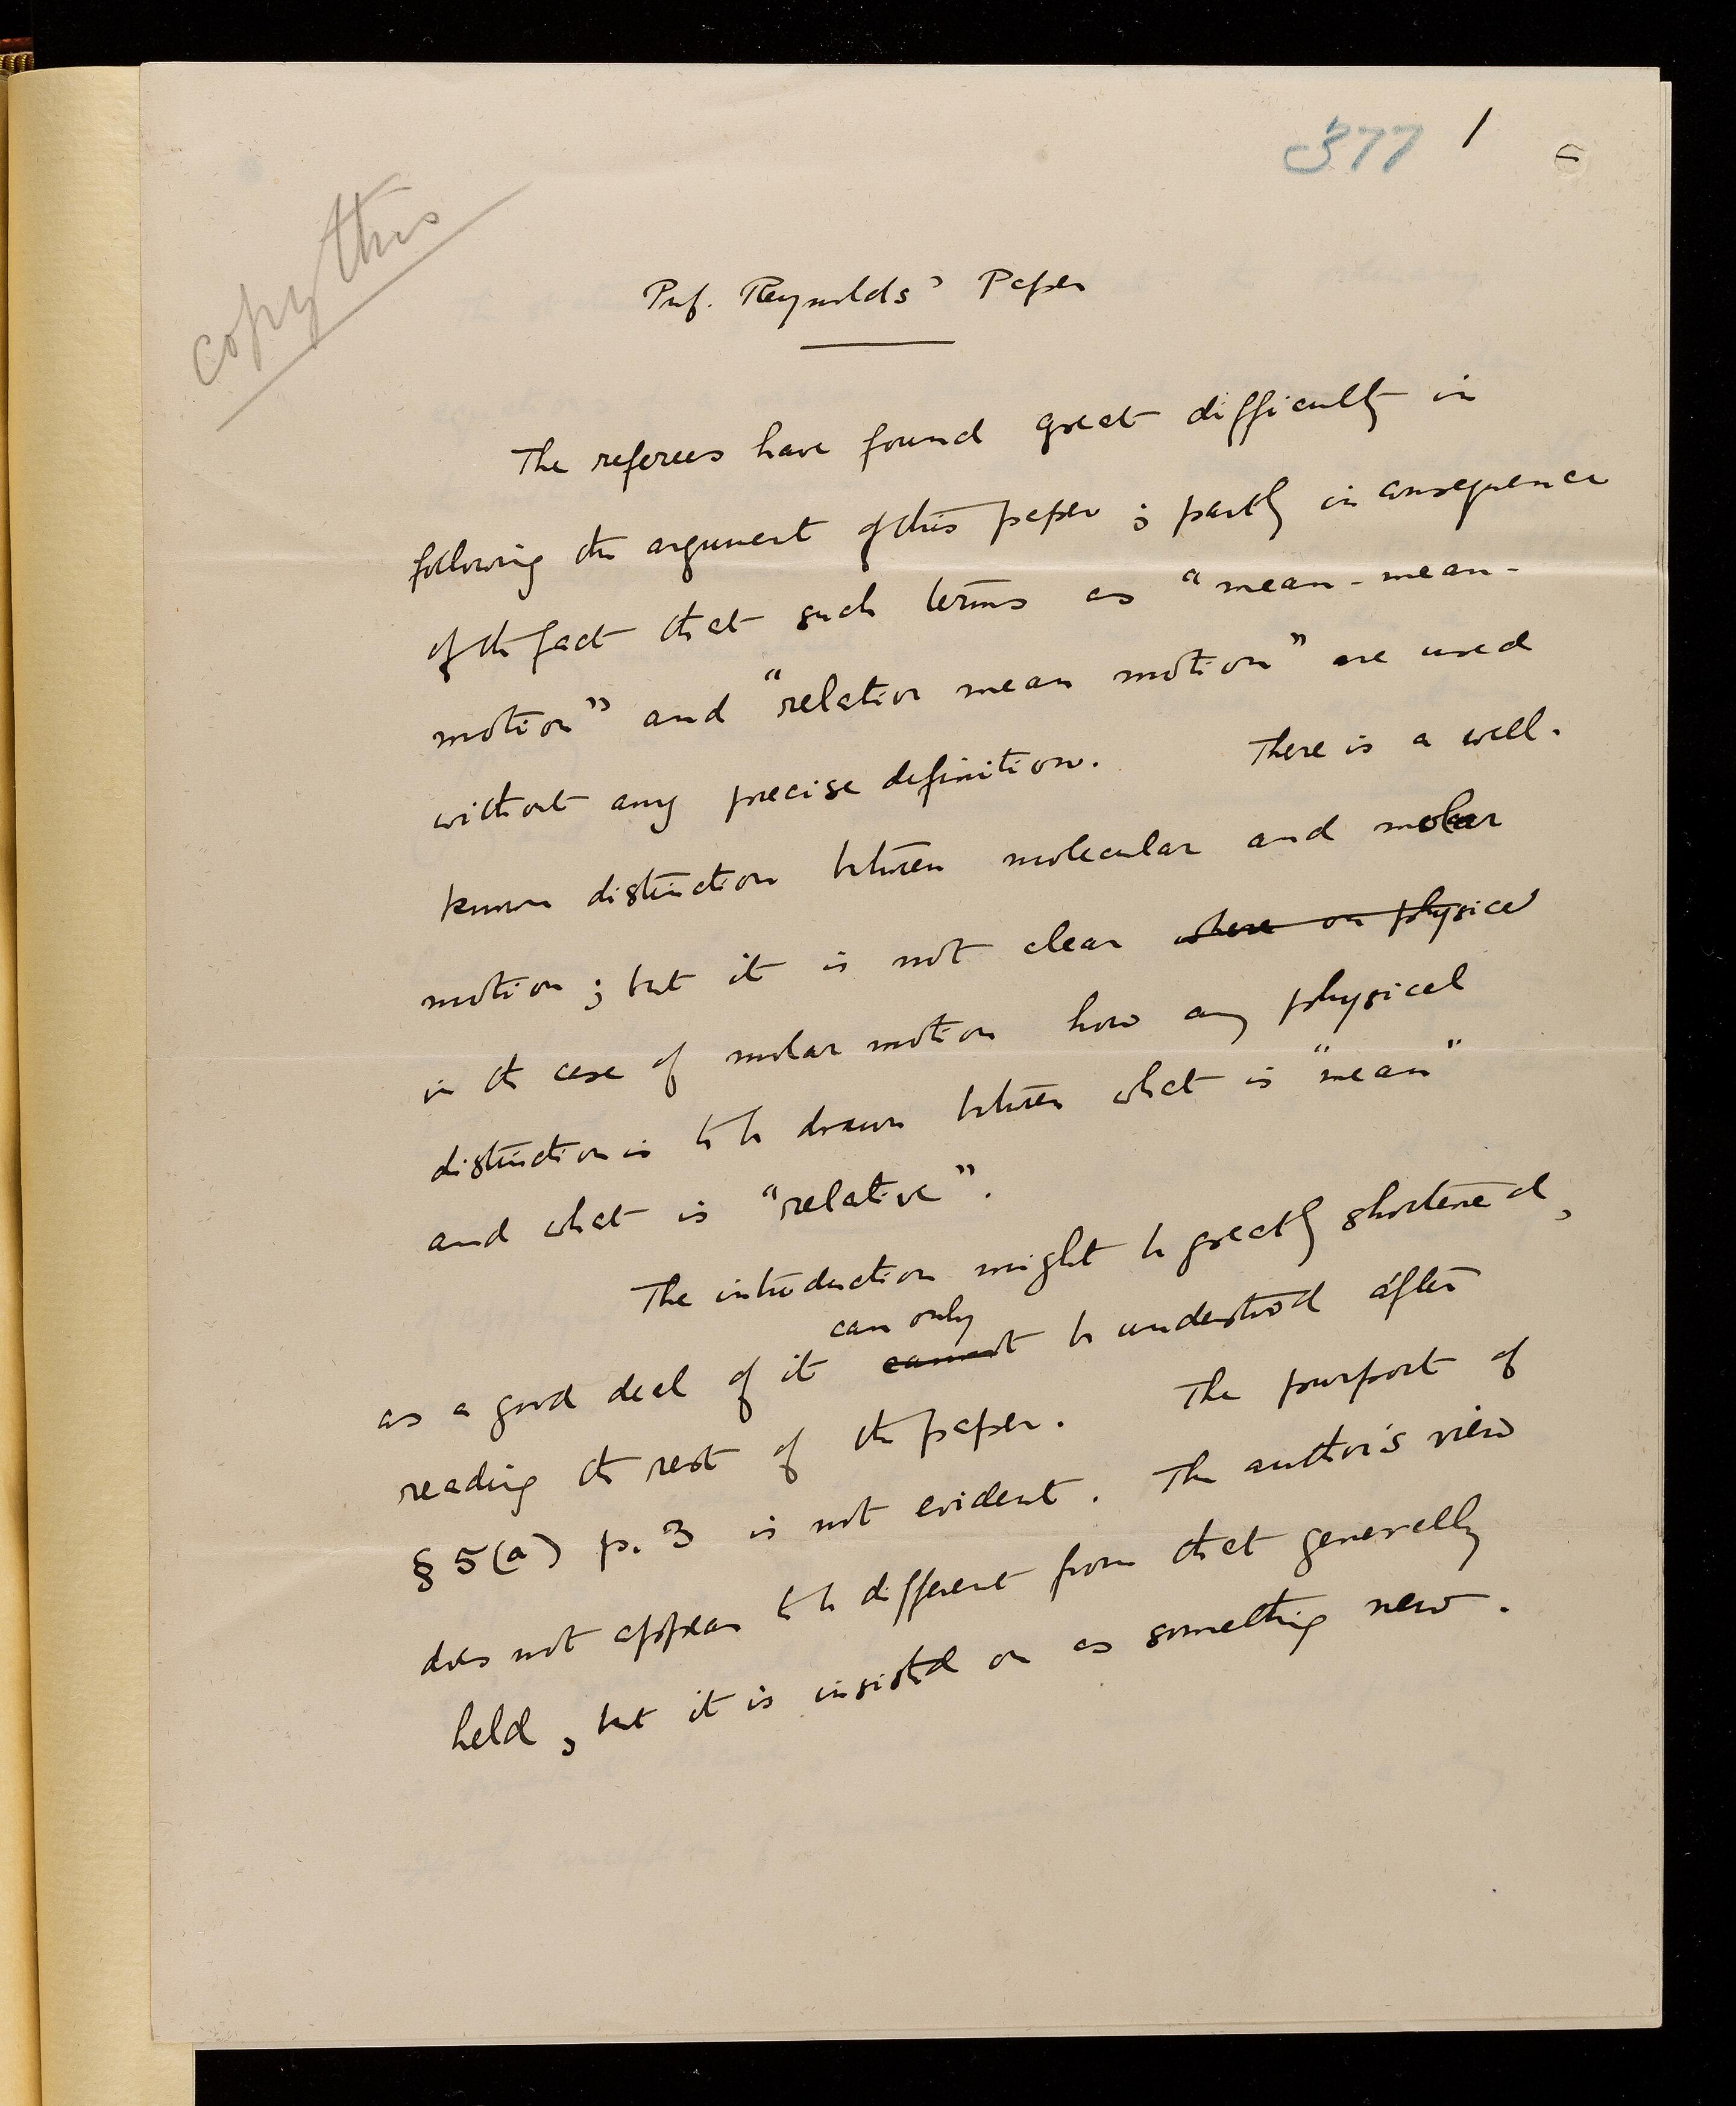 377 1
copy this
Prof. Reynolds' Paper
The referees have found great difficulty in
following the argument of this paper ; partly in consequence
of the fact that such terms as "mean-mean-
motion" and "relative mean motion" are used
without any precise definition. There is a well-
known distinction between molecular and molar
motion ; but it is not clear where on physical
in the case of molar motion how any physical
distinction is to be drawn between what is "mean"
and what is "relative".
The introduction might be greatly shortened,
can only
as a good deal of it cannot be understood after
reading the rest of the paper. The purport of
§ 5(a) p. 3 is not evident. The author's view
does not appear to be different from that generally
held, but it is insisted on as something new.